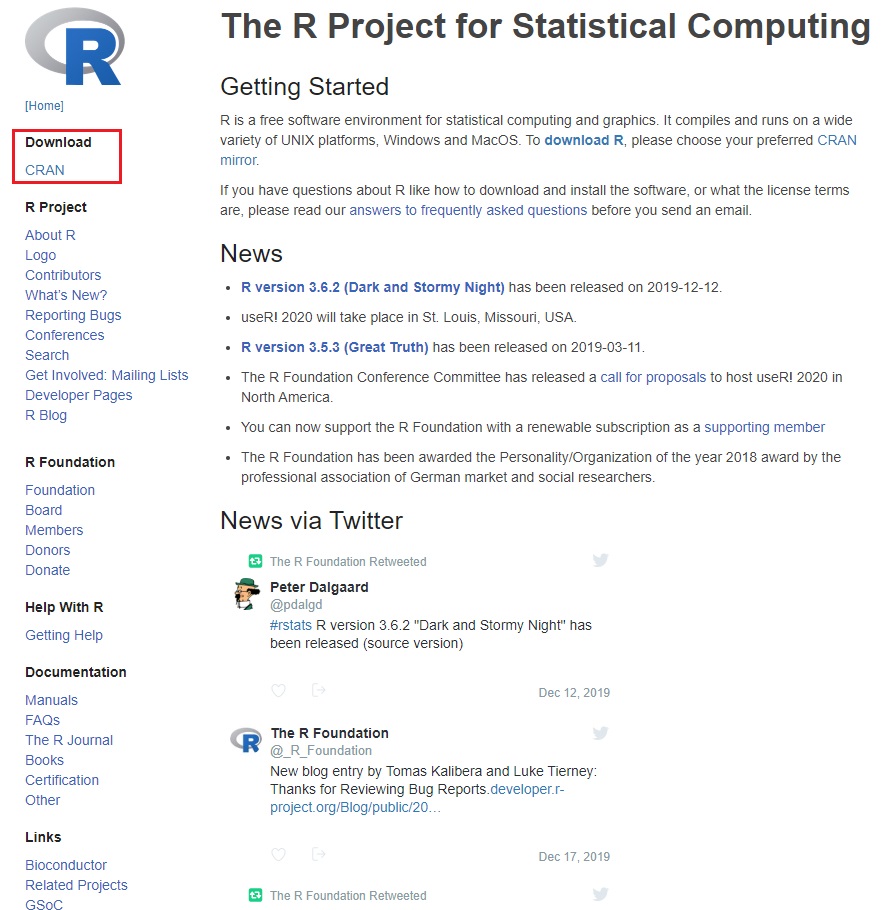 R
[Home]
Download
CRAN
R Project
About R
Logo
Contributors
What's New?
Reporting Bugs
Conferences
Search
Get Involved: Mailing Lists
Developer Pages
R Blog
R Foundation
Foundation
Board
Members
Donors
Donate
Help With R
Getting Help
Documentation
Manuals
FAQs
The R Journal
Books
Certification
Other
Links
Bioconductor
Related Projects
GSoC
The R Project for Statistical Computing
Getting Started
R is a free software environment for statistical computing and graphics. It compiles and runs on a wide
variety of UNIX platforms, Windows and MacOS. To download R, please choose your preferred CRAN
mirror.
If you have questions about R like how to download and install the software, or what the license terms
are, please read our answers to frequently asked questions before you send an email.
News
• R version 3.6.2 (Dark and Stormy Night) has been released on 2019-12-12.
• useR! 2020 will take place in St. Louis, Missouri, USA.
• R version 3.5.3 (Great Truth) has been released on 2019-03-11.
• The R Foundation Conference Committee has released a call for proposals to host useR! 2020 in
North America.
• You can now support the R Foundation with a renewable subscription as a supporting member
• The R Foundation has been awarded the Personality/Organization of the year 2018 award by the
professional association of German market and social researchers.
News via Twitter
The R Foundation Retweeted
Peter Dalgaard
@pdalgd
#rstats R version 3.6.2 "Dark and Stormy Night" has
been released (source version)
Dec 12, 2019
R
The R Foundation
@_R_Foundation
New blog entry by Tomas Kalibera and Luke Tierney:
Thanks for Reviewing Bug Reports.developer.r-
project.org/Blog/public/20…
Dec 17, 2019
The R Foundation Retweeted